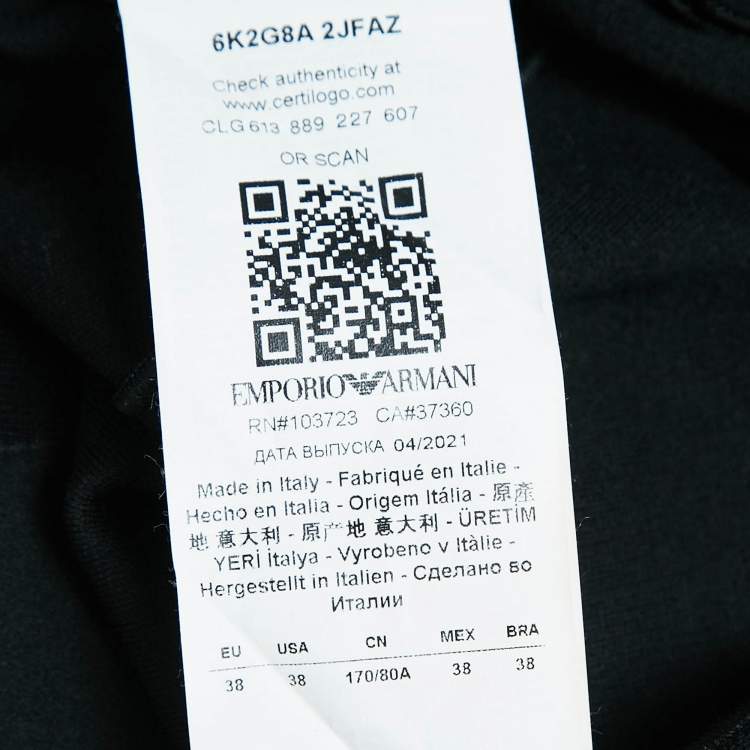 6K2G8A 2JFAZ
Check authenticity at
www.certilogo.com
CLG 613 889 227 607
OR SCAN
EMPORIO ARMANI
RN#103723 CA#37360
ДАТА ВЫПУСКА 04/2021
Made in Italy - Fabriqué en Italie -
Hecho en Italia - Origem Itália - 原產
地 意大利 - 原产地 意大利 - ÜRETİM
YERİ İtalya - Vyrobeno v Itàlie -
Hergestellt in Italien - Сделано во
Италии
EU USA CN MEX BRA
38 38 170/80A 38 38